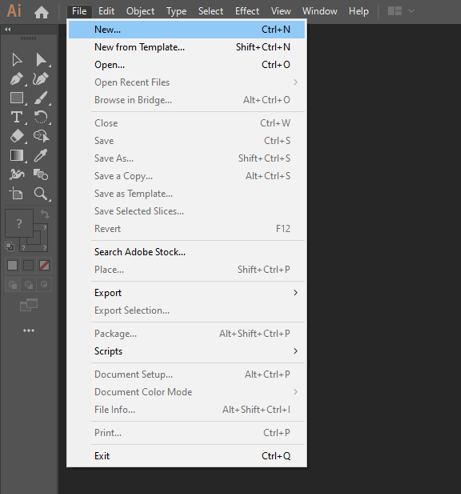 Ai File Edit Object Type Select Effect View Window Help
New... Ctrl+N
New from Template... Shift+Ctrl+N
Open... Ctrl+O
Open Recent Files
Browse in Bridge... Alt+Ctrl+O
Close Ctrl+W
Save Ctrl+S
Save As... Shift+Ctrl+S
Save a Copy... Alt+Ctrl+S
Save as Template...
Save Selected Slices...
Revert F12
Search Adobe Stock...
Place... Shift+Ctrl+P
Export
Export Selection...
Package... Alt+Shift+Ctrl+P
Scripts
Document Setup... Alt+Ctrl+P
Document Color Mode
File Info... Alt+Shift+Ctrl+I
Print... Ctrl+P
Exit Ctrl+Q